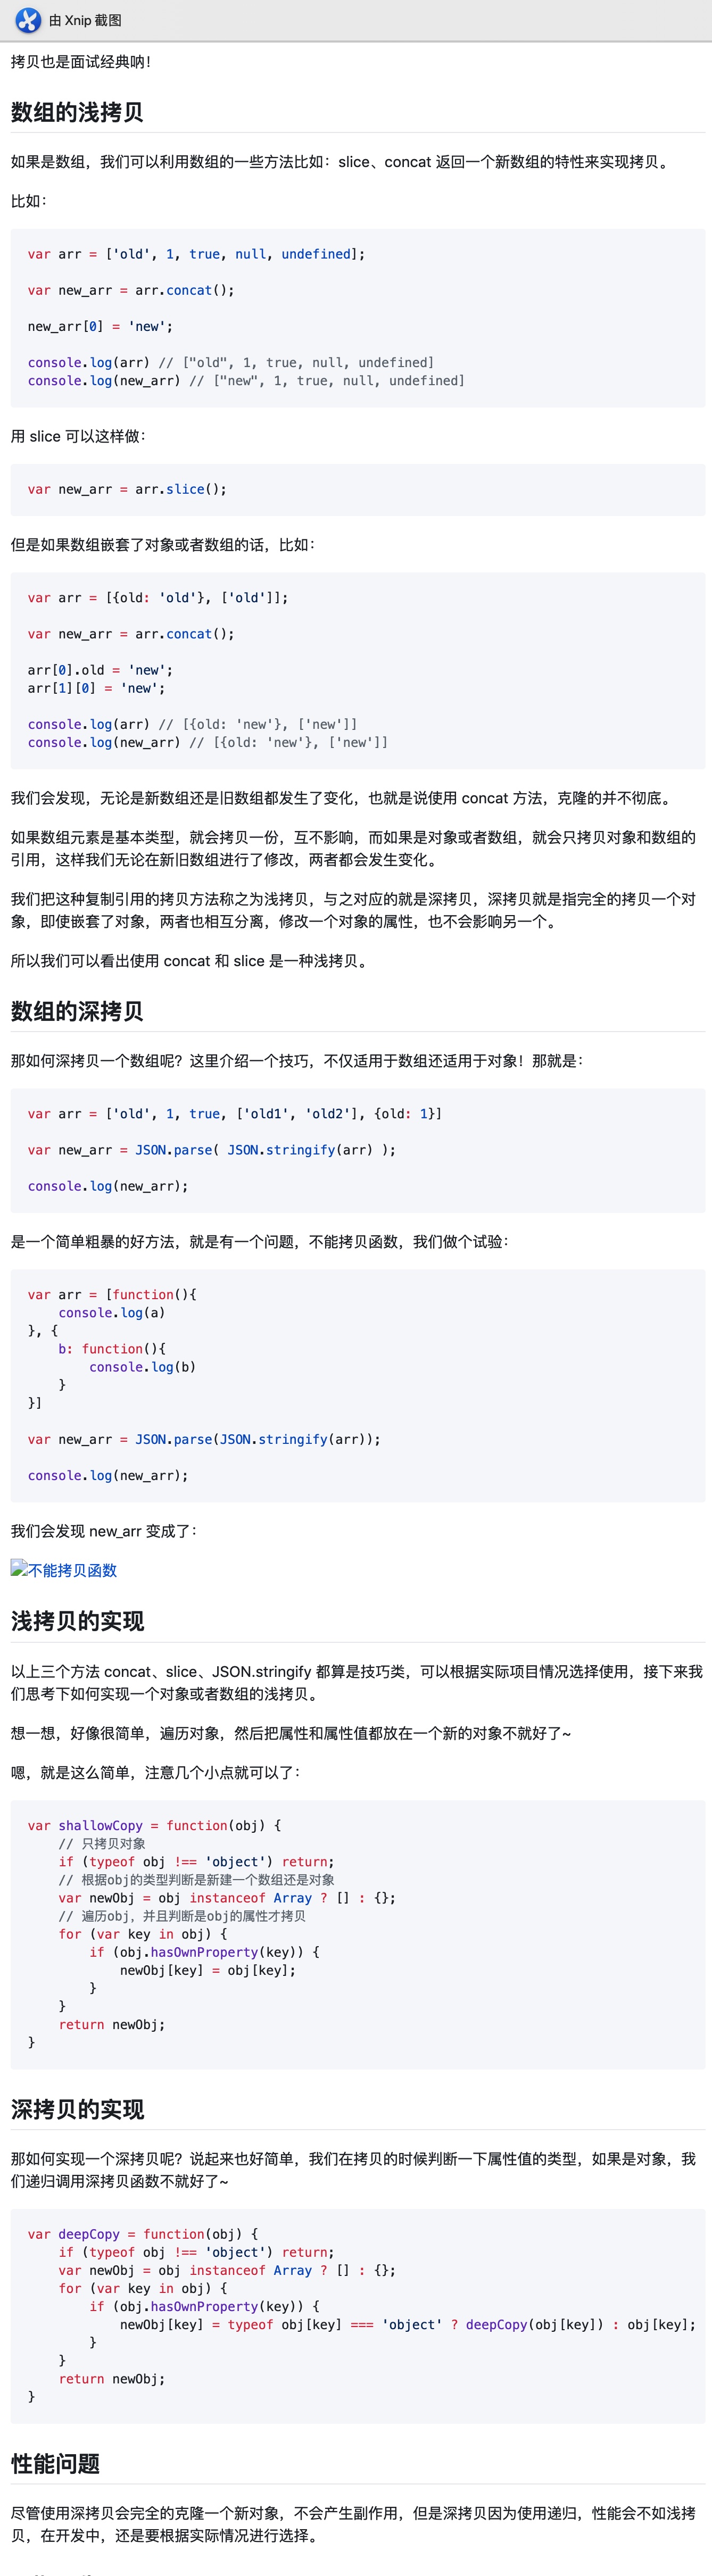 由 Xnip 截图
拷贝也是面试经典呐！
数组的浅拷贝
如果是数组，我们可以利用数组的一些方法比如：slice、concat 返回一个新数组的特性来实现拷贝。
比如：
var arr = ['old', 1, true, null, undefined];
var new_arr = arr.concat();
new_arr[0] = 'new';
console.log(arr) // ["old", 1, true, null, undefined]
console.log(new_arr) // ["new", 1, true, null, undefined]
用 slice 可以这样做：
var new_arr = arr.slice();
但是如果数组嵌套了对象或者数组的话，比如：
var arr = [{old: 'old'}, ['old']];
var new_arr = arr.concat();
arr[0].old = 'new';
arr[1][0] = 'new';
console.log(arr) // [{old: 'new'}, ['new']]
console.log(new_arr) // [{old: 'new'}, ['new']]
我们会发现，无论是新数组还是旧数组都发生了变化，也就是说使用 concat 方法，克隆的并不彻底。
如果数组元素是基本类型，就会拷贝一份，互不影响，而如果是对象或者数组，就会只拷贝对象和数组的
引用，这样我们无论在新旧数组进行了修改，两者都会发生变化。
我们把这种复制引用的拷贝方法称之为浅拷贝，与之对应的就是深拷贝，深拷贝就是指完全的拷贝一个对
象，即使嵌套了对象，两者也相互分离，修改一个对象的属性，也不会影响另一个。
所以我们可以看出使用 concat 和 slice 是一种浅拷贝。
数组的深拷贝
那如何深拷贝一个数组呢？这里介绍一个技巧，不仅适用于数组还适用于对象！那就是：
var arr = ['old', 1, true, ['old1', 'old2'], {old: 1}]
var new_arr = JSON.parse( JSON.stringify(arr) );
console.log(new_arr);
是一个简单粗暴的好方法，就是有一个问题，不能拷贝函数，我们做个试验：
var arr = [function(){
    console.log(a)
}, {
    b: function(){
        console.log(b)
    }
}]
var new_arr = JSON.parse(JSON.stringify(arr));
console.log(new_arr);
我们会发现 new_arr 变成了：
不能拷贝函数
浅拷贝的实现
以上三个方法 concat、slice、JSON.stringify 都算是技巧类，可以根据实际项目情况选择使用，接下来我
们思考下如何实现一个对象或者数组的浅拷贝。
想一想，好像很简单，遍历对象，然后把属性和属性值都放在一个新的对象不就好了~
嗯，就是这么简单，注意几个小点就可以了：
var shallowCopy = function(obj) {
    // 只拷贝对象
    if (typeof obj !== 'object') return;
    // 根据obj的类型判断是新建一个数组还是对象
    var newObj = obj instanceof Array ? [] : {};
    // 遍历obj，并且判断是obj的属性才拷贝
    for (var key in obj) {
        if (obj.hasOwnProperty(key)) {
            newObj[key] = obj[key];
        }
    }
    return newObj;
}
深拷贝的实现
那如何实现一个深拷贝呢？说起来也好简单，我们在拷贝的时候判断一下属性值的类型，如果是对象，我
们递归调用深拷贝函数不就好了~
var deepCopy = function(obj) {
    if (typeof obj !== 'object') return;
    var newObj = obj instanceof Array ? [] : {};
    for (var key in obj) {
        if (obj.hasOwnProperty(key)) {
            newObj[key] = typeof obj[key] === 'object' ? deepCopy(obj[key]) : obj[key];
        }
    }
    return newObj;
}
性能问题
尽管使用深拷贝会完全的克隆一个新对象，不会产生副作用，但是深拷贝因为使用递归，性能会不如浅拷
贝，在开发中，还是要根据实际情况进行选择。